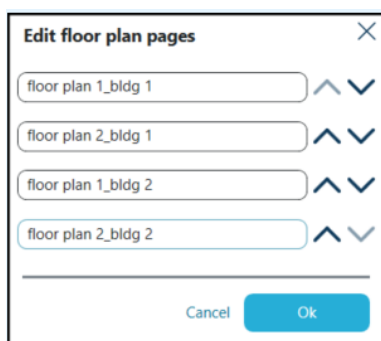 Edit floor plan pages
floor plan 1_bldg 1
floor plan 2_bldg 1
floor plan 1_bldg 2
floor plan 2_bldg 2
Cancel Ok